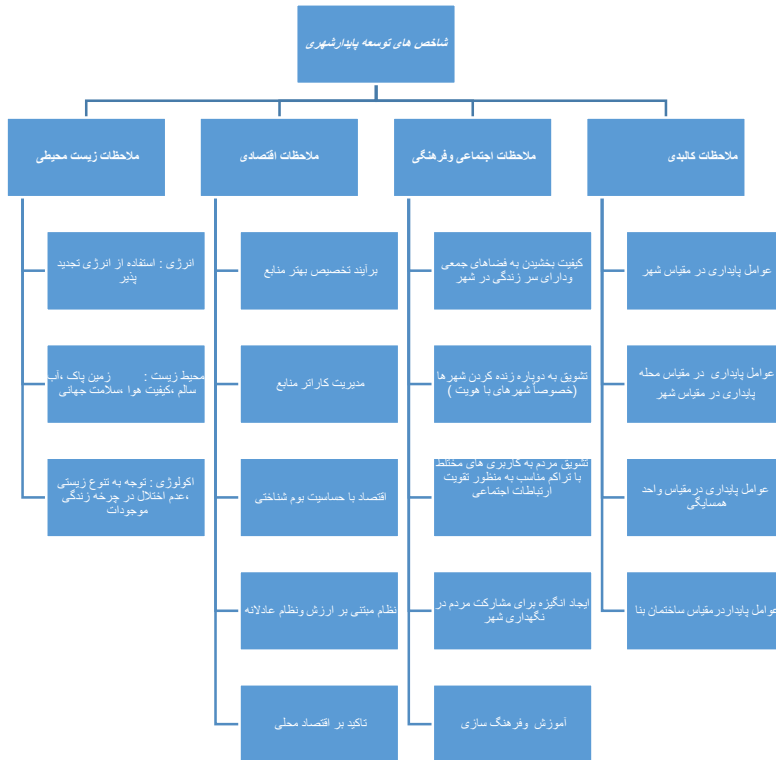 شاخص های توسعه پایدارشهری
ملاحظات کالبدی
عوامل پایداری در مقیاس شهر
عوامل پایداری در مقیاس محله
پایداری در مقیاس شهر
عوامل پایداری درمقیاس واحد
همسایگی
عوامل پایداردرمقیاس ساختمان بنا
ملاحظات اجتماعی وفرهنگی
کیفیت بخشیدن به فضاهای جمعی
ودارای سر زندگی در شهر
تشویق به دوباره زنده کردن شهرها
(خصوصاً شهرهای با هویت )
تشویق مردم به کاربری های مختلط
با تراکم مناسب به منظور تقویت
ارتباطات اجتماعی
ایجاد انگیزه برای مشارکت مردم در
نگهداری شهر
آموزش وفرهنگ سازی
ملاحظات اقتصادی
برآیند تخصیص بهتر منابع
مدیریت کاراتر منابع
اقتصاد با حساسیت بوم شناختی
نظام مبتنی بر ارزش ونظام عادلانه
تاکید بر اقتصاد محلی
ملاحظات زیست محیطی
انرژی : استفاده از انرژی تجدید
پذیر
محیط زیست : زمین پاک ،آب
سالم ،کیفیت هوا ،سلامت جهانی
اکولوژی : توجه به تنوع زیستی
،عدم اختلال در چرخه زندگی
موجودات